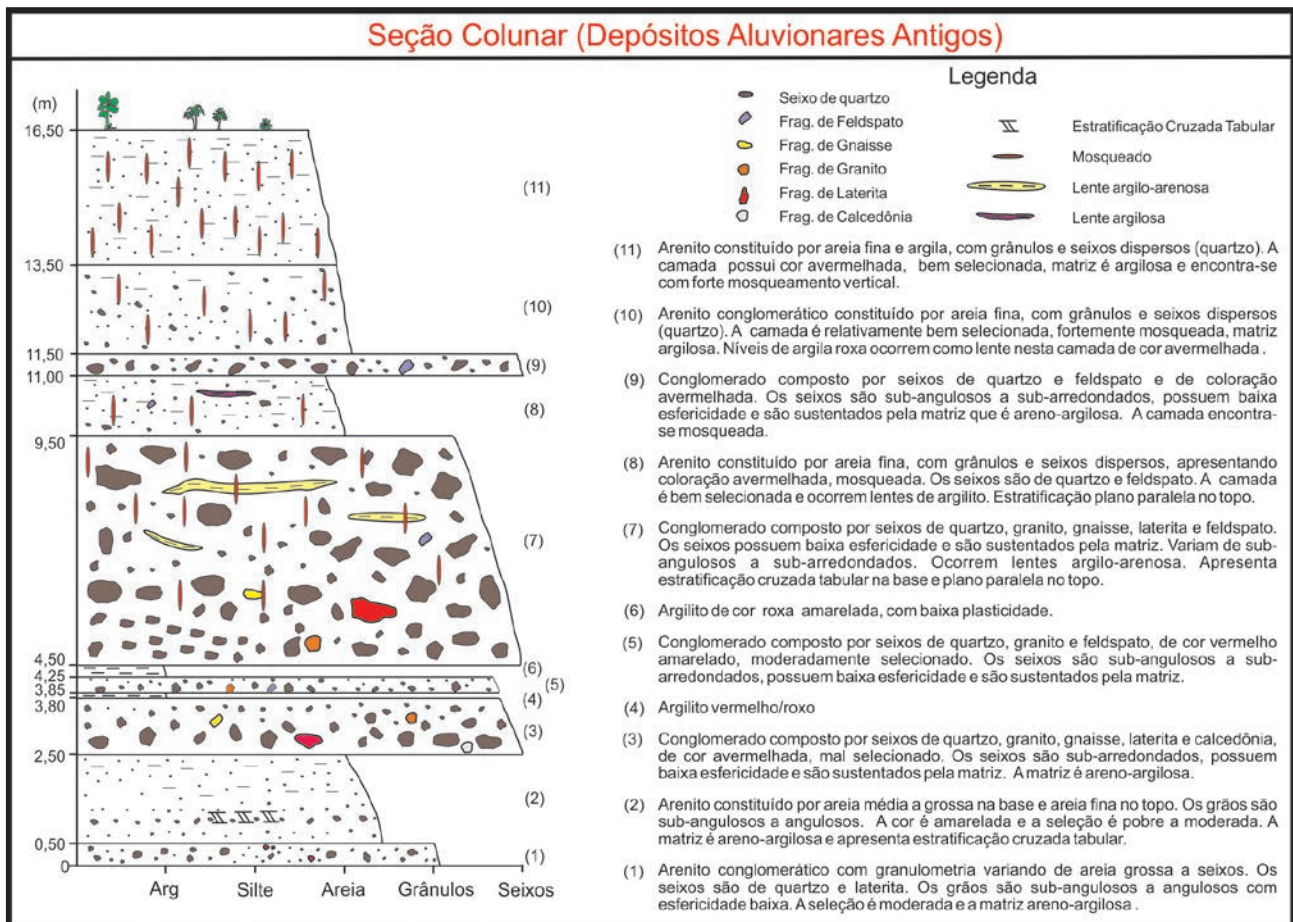 Seção Colunar (Depósitos Aluvionares Antigos)
(m)
16,50
(11)
13,50
(10)
11,50
(9)
11,00
(8)
9,50
(7)
4,50
(6)
4,25
(5)
3,85
(4)
3,80
(3)
2,50
(2)
0,50
(1)
0
Arg Silte Areia Grânulos Seixos
Legenda
Seixo de quartzo
Frag. de Feldspato
Frag. de Gnaisse
Frag. de Granito
Frag. de Laterita
Frag. de Calcedônia
Estratificação Cruzada Tabular
Mosqueado
Lente argilo-arenosa
Lente argilosa
(11) Arenito constituído por areia fina e argila, com grânulos e seixos dispersos (quartzo). A
camada possui cor avermelhada, bem selecionada, matriz é argilosa e encontra-se
com forte mosqueamento vertical.
(10) Arenito conglomerático constituído por areia fina, com grânulos e seixos dispersos
(quartzo). A camada é relativamente bem selecionada, fortemente mosqueada, matriz
argilosa. Níveis de argila roxa ocorrem como lente nesta camada de cor avermelhada .
(9) Conglomerado composto por seixos de quartzo e feldspato e de coloração
avermelhada. Os seixos são sub-angulosos a sub-arredondados, possuem baixa
esfericidade e são sustentados pela matriz que é areno-argilosa. A camada encontra-
se mosqueada.
(8) Arenito constituído por areia fina, com grânulos e seixos dispersos, apresentando
coloração avermelhada, mosqueada. Os seixos são de quartzo e feldspato. A camada
é bem selecionada e ocorrem lentes de argilito. Estratificação plano paralela no topo.
(7) Conglomerado composto por seixos de quartzo, granito, gnaisse, laterita e feldspato.
Os seixos possuem baixa esfericidade e são sustentados pela matriz. Variam de sub-
angulosos a sub-arredondados. Ocorrem lentes argilo-arenosa. Apresenta
estratificação cruzada tabular na base e plano paralela no topo.
(6) Argilito de cor roxa amarelada, com baixa plasticidade.
(5) Conglomerado composto por seixos de quartzo, granito e feldspato, de cor vermelho
amarelado, moderadamente selecionado. Os seixos são sub-angulosos a sub-
arredondados, possuem baixa esfericidade e são sustentados pela matriz.
(4) Argilito vermelho/roxo
(3) Conglomerado composto por seixos de quartzo, granito, gnaisse, laterita e calcedônia,
de cor avermelhada, mal selecionado. Os seixos são sub-arredondados, possuem
baixa esfericidade e são sustentados pela matriz. A matriz é areno-argilosa.
(2) Arenito constituído por areia média a grossa na base e areia fina no topo. Os grãos são
sub-angulosos a angulosos. A cor é amarelada e a seleção é pobre a moderada. A
matriz é areno-argilosa e apresenta estratificação cruzada tabular.
(1) Arenito conglomerático com granulometria variando de areia grossa a seixos. Os
seixos são de quartzo e laterita. Os grãos são sub-angulosos a angulosos com
esfericidade baixa. A seleção é moderada e a matriz areno-argilosa .